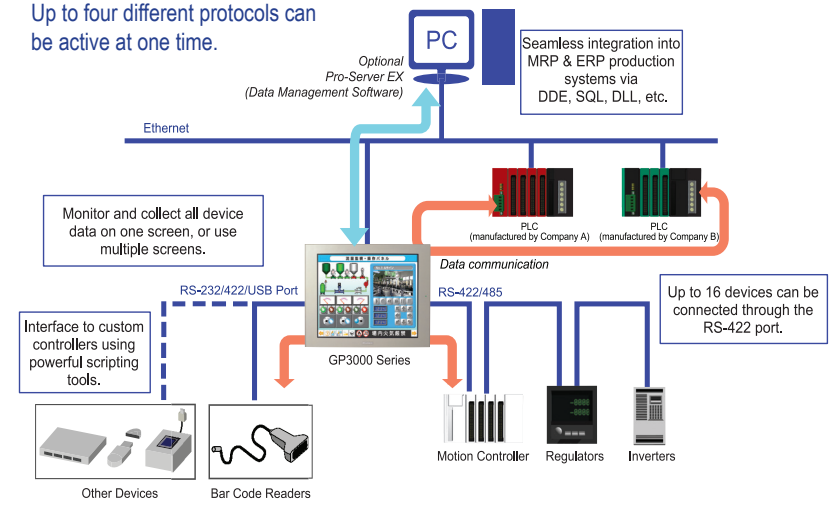 Up to four different protocols can
be active at one time.
PC
Optional
Pro-Server EX
(Data Management Software)
Seamless integration into
MRP & ERP production
systems via
DDE, SQL, DLL, etc.
Ethernet
Monitor and collect all device
data on one screen, or use
multiple screens.
PLC
(manufactured by Company A)
PLC
(manufactured by Company B)
Data communication
RS-232/422/USB Port
RS-422/485
Up to 16 devices can be
connected through the
RS-422 port.
Interface to custom
controllers using
powerful scripting
tools.
GP3000 Series
Other Devices
Bar Code Readers
Motion Controller
Regulators
Inverters